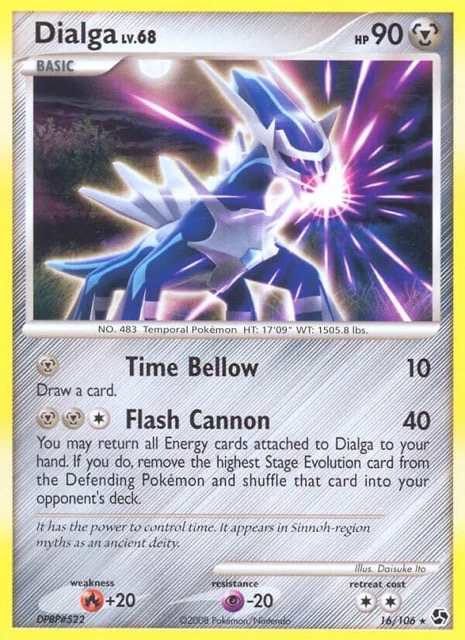 Dialga LV.68 HP 90
BASIC
NO. 483 Temporal Pokémon HT: 17'09" WT: 1505.8 lbs.
Time Bellow 10
Draw a card.
Flash Cannon 40
You may return all Energy cards attached to Dialga to your
hand. If you do, remove the highest Stage Evolution card from
the Defending Pokémon and shuffle that card into your
opponent's deck.
It has the power to control time. It appears in Sinnoh-region
myths as an ancient deity.
Illus. Daisuke Ito
weakness resistance retreat cost
+20 -20
DPBP#522 ©2008 Pokémon/Nintendo 16/106 ★